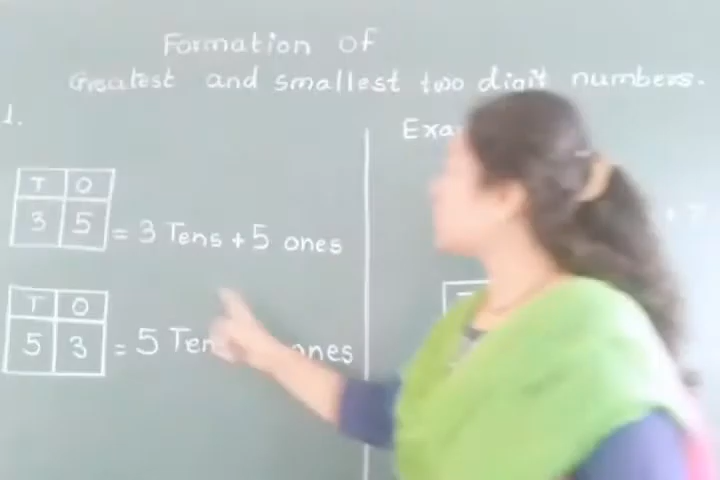 Formation of
Greatest and smallest two digit numbers.
1.
T O
3 5 = 3 Tens + 5 ones
T O
5 3 = 5 Ten ones
Exa
+ 7